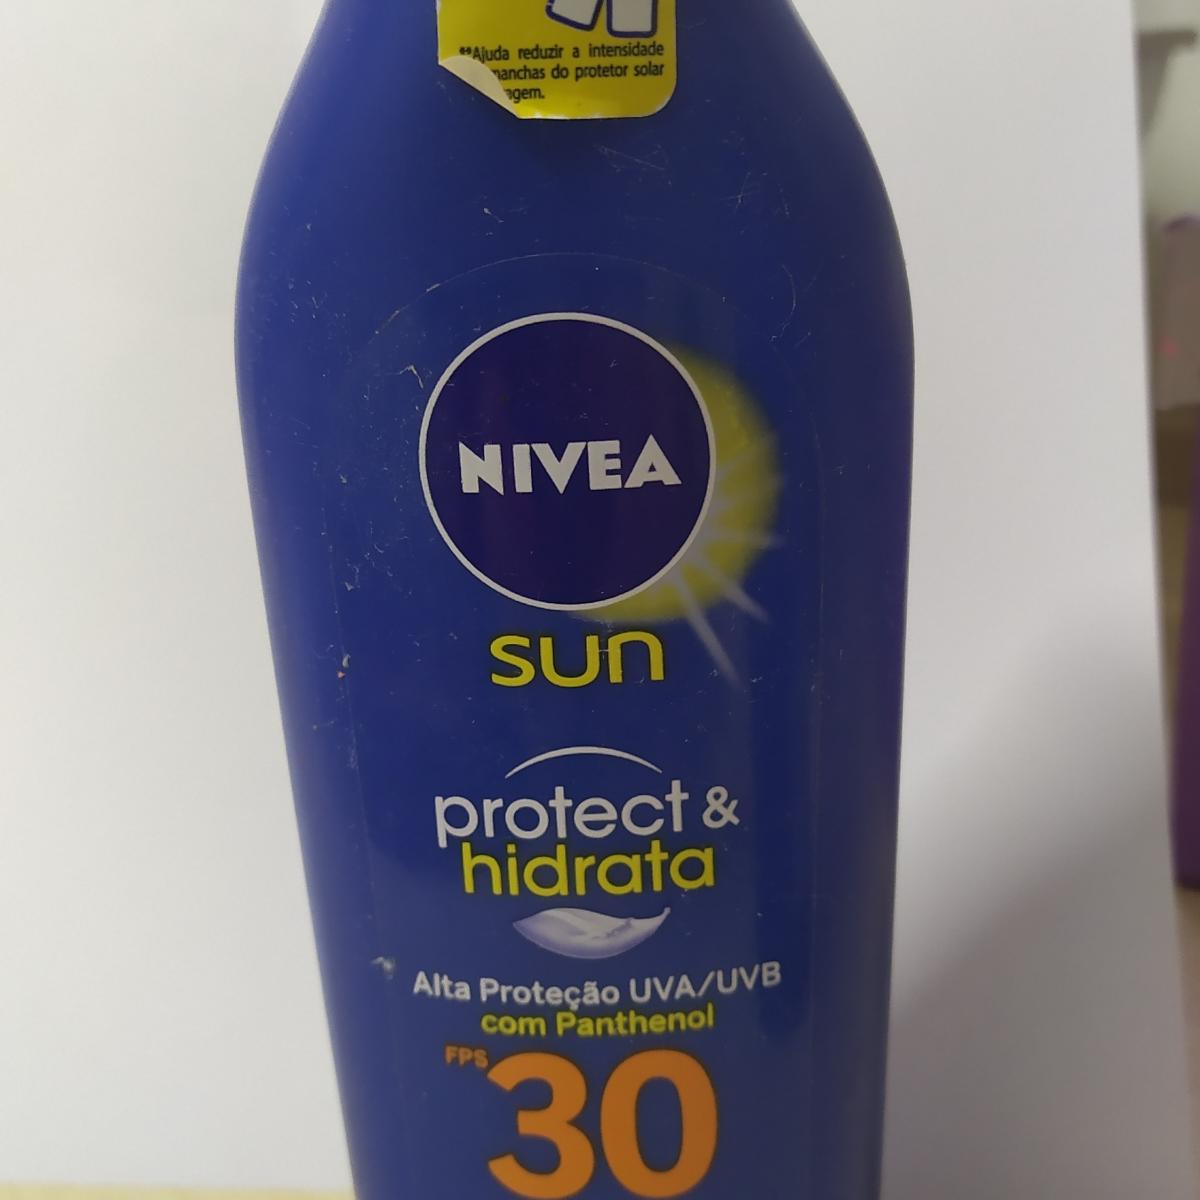 **Ajuda reduzir a intensidade
manchas do protetor solar
agem.
NIVEA
sun
protect &
hidrata
Alta Proteção UVA/UVB
com Panthenol
FPS 30